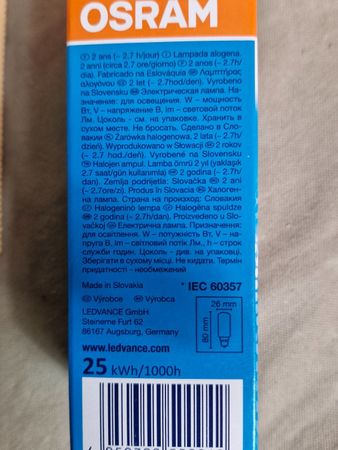 OSRAM
2 ans (~ 2,7 h/jour) Lampada alogena.
2 anni (circa 2,7 ore/giorno) 2 anos (~ 2.7h/
dia). Fabricado na Eslováquia Λαμπτήρας
αλογόνου 2 let (~ 2.7hod/den). Vyrobeno
na Slovensku Электрическая лампа. На-
значение: для освещения. W – мощность
Вт, V – напряжение В, lm – световой поток
Лм. Цоколь - см. на упаковке. Хранить в
сухом месте. Не бросать. Сделано в Сло-
вакии Żarówka halogenowa, 2 lata (~ 2.7h/
dzień). Wyprodukowano w Słowacji 2 rokov
(~ 2.7 hod./deň). Vyrobené na Slovensku
Halojen ampul. Lamba ömrü 2 yıl (yaklaşık
2.7 saat/gün kullanımla) 2 godina (~ 2.7h/
dan). Zemlja podrijetla: Slovačka 2 ani
(~ 2.7ore/zi). Produs în Slovacia Халоген-
на лампа. Страна на произход: Словакия
Halogenino lempa Halogēna spuldze
2 godina (~ 2.7h/dan). Proizvedeno u Slo-
vačkoj Електрична лампа. Призначення:
для освітлення. W – потужність Вт, V – на-
пруга В, lm – світловий потік Лм., h – строк
служби годин. Цоколь - див. на упаковці.
Зберігати в сухому місці. Не кидати. Термін
придатності - необмежений
Made in Slovakia IEC 60357
Výrobce Výrobca
LEDVANCE GmbH
Steinerne Furt 62
86167 Augsburg, Germany
26 mm
80 mm
www.ledvance.com
25 kWh/1000h